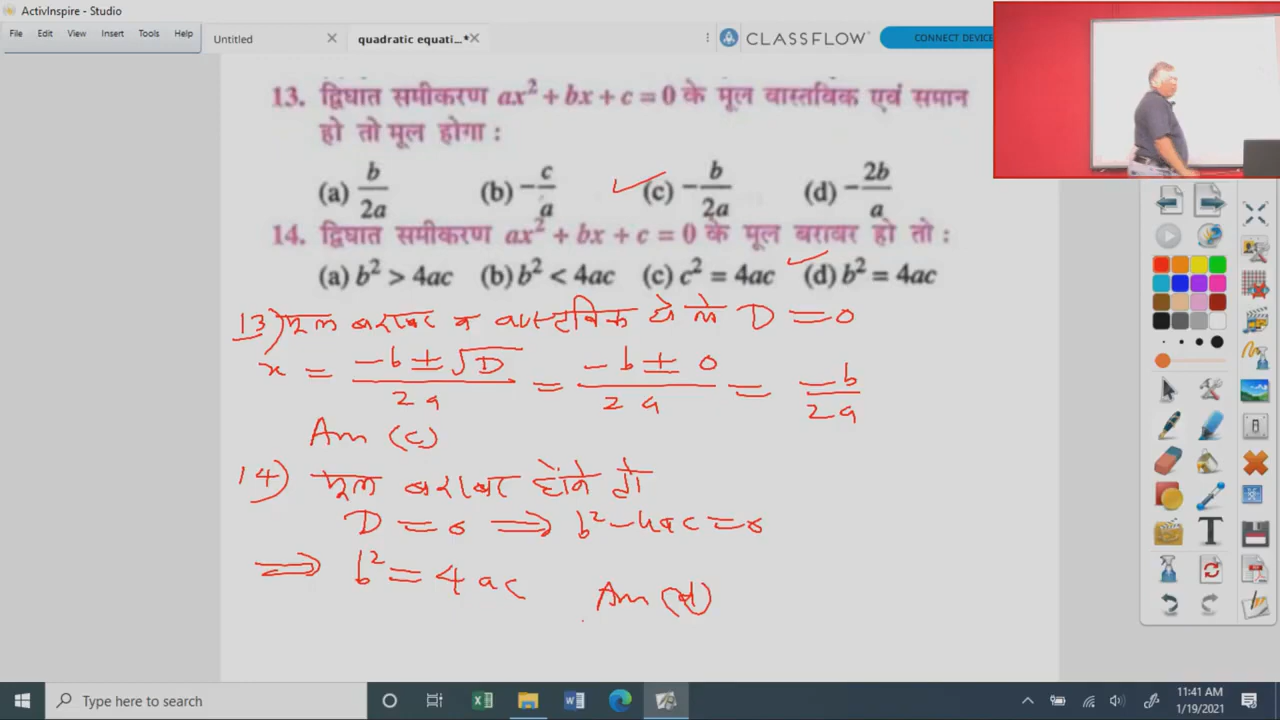 ActivInspire - Studio
File Edit View Insert Tools Help
Untitled
quadratic equati...*
CLASSFLOW
CONNECT DEVICE
13. द्विघात समीकरण ax² + bx + c = 0 के मूल वास्तविक एवं समान
हो तो मूल होगा :
(a) b/2a (b) -c/a (c) -b/2a (d) -2b/a
14. द्विघात समीकरण ax² + bx + c = 0 के मूल बराबर हो तो :
(a) b² > 4ac (b) b² < 4ac (c) c² = 4ac (d) b² = 4ac
13) मूल बराबर व वास्तविक D = 0
x = (-b ± √D)/2a = (-b ± 0)/2a = -b/2a
Ans (c)
14) मूल बराबर होंगे तो
D = 0 ⟹ b² - 4ac = 0
⟹ b² = 4ac Ans (d)
Type here to search
11:41 AM
1/19/2021